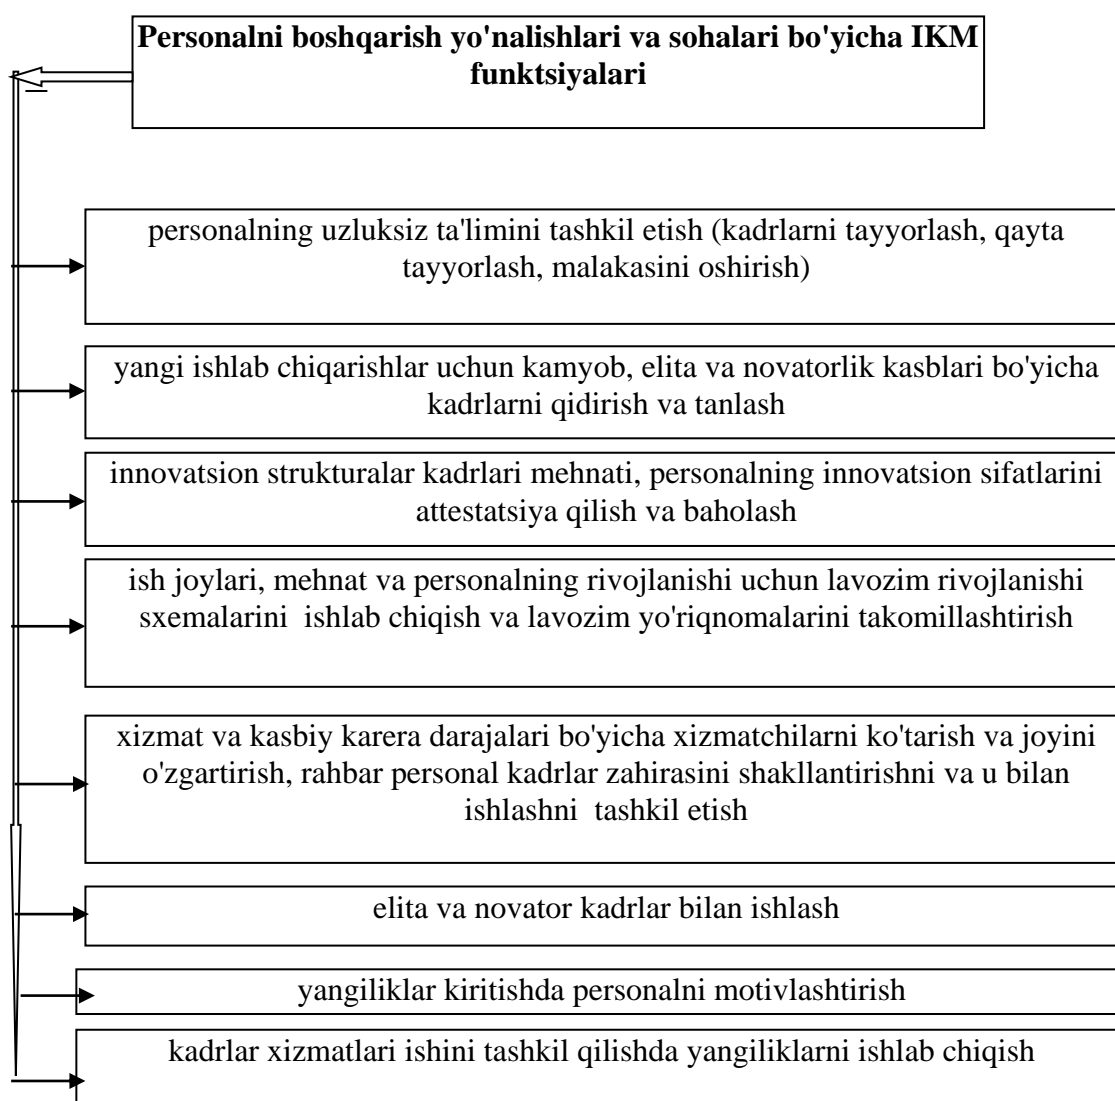 Personalni boshqarish yo'nalishlari va sohalari bo'yicha IKM
funktsiyalari
personalning uzluksiz ta'limini tashkil etish (kadrlarni tayyorlash, qayta
tayyorlash, malakasini oshirish)
yangi ishlab chiqarishlar uchun kamyob, elita va novatorlik kasblari bo'yicha
kadrlarni qidirish va tanlash
innovatsion strukturalar kadrlari mehnati, personalning innovatsion sifatlarini
attestatsiya qilish va baholash
ish joylari, mehnat va personalning rivojlanishi uchun lavozim rivojlanishi
sxemalarini ishlab chiqish va lavozim yo'riqnomalarini takomillashtirish
xizmat va kasbiy karera darajalari bo'yicha xizmatchilarni ko'tarish va joyini
o'zgartirish, rahbar personal kadrlar zahirasini shakllantirishni va u bilan
ishlashni tashkil etish
elita va novator kadrlar bilan ishlash
yangiliklar kiritishda personalni motivlashtirish
kadrlar xizmatlari ishini tashkil qilishda yangiliklarni ishlab chiqish